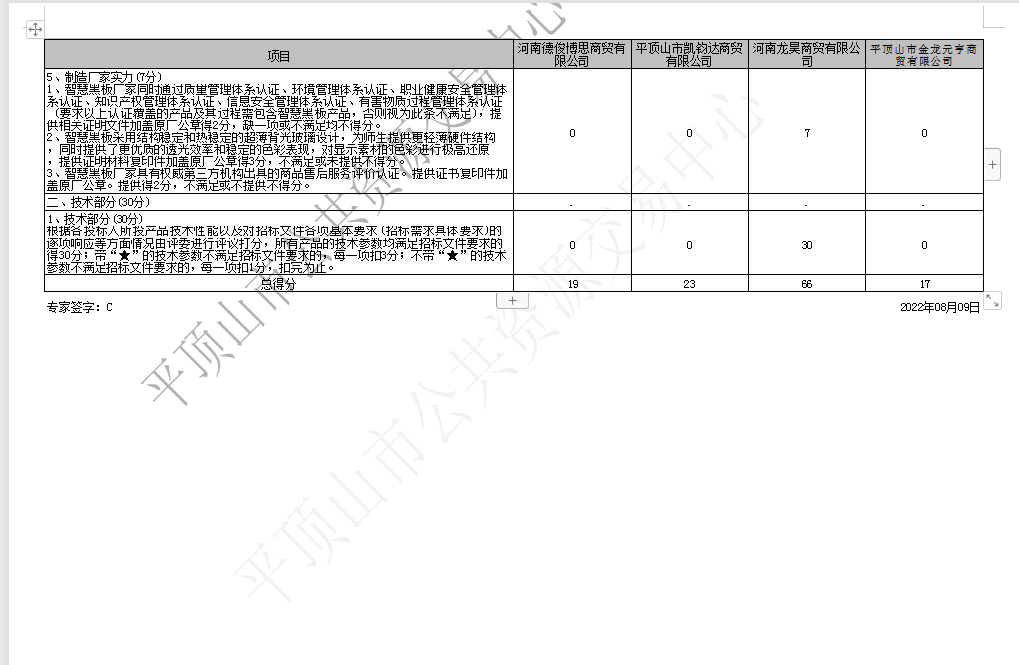 项目
河南德俊博思商贸有
限公司
平顶山市凯钧达商贸
有限公司
河南龙昊商贸有限公
司
平顶山市金龙元亨商
贸有限公司
5、制造厂家实力(7分)
1、智慧黑板厂家同时通过质量管理体系认证、环境管理体系认证、职业健康安全管理体
系认证、知识产权管理体系认证、信息安全管理体系认证、有害物质过程管理体系认证
(要求以上认证覆盖的产品及其过程需包含智慧黑板产品，否则视为此条不满足)，提
供相关证明文件加盖原厂公章得2分，缺一项或不满足均不得分。
2、智慧黑板采用结构稳定和热稳定的超薄背光玻璃设计，为师生提供更轻薄硬件结构
，同时提供了更优质的透光效率和稳定的色彩表现，对显示素材的色彩进行极高还原
，提供证明材料复印件加盖原厂公章得3分，不满足或未提供不得分。
3、智慧黑板厂家具有权威第三方机构出具的商品售后服务评价认证。提供证书复印件加
盖原厂公章。提供得2分，不满足或不提供不得分。
0
0
7
0
二、技术部分(30分)
.
.
.
.
1、技术部分(30分)
根据各投标人所投产品技术性能以及对招标文件各项基本要求(招标需求具体要求)的
逐项响应等方面情况由评委进行评议打分，所有产品的技术参数均满足招标文件要求的
得30分；带“★”的技术参数不满足招标文件要求的，每一项扣3分；不带“★”的技术
参数不满足招标文件要求的，每一项扣1分，扣完为止。
0
0
30
0
总得分
19
23
66
17
专家签字：C
2022年08月09日
平顶山市公共资源交易中心
平顶山市公共资源交易中心